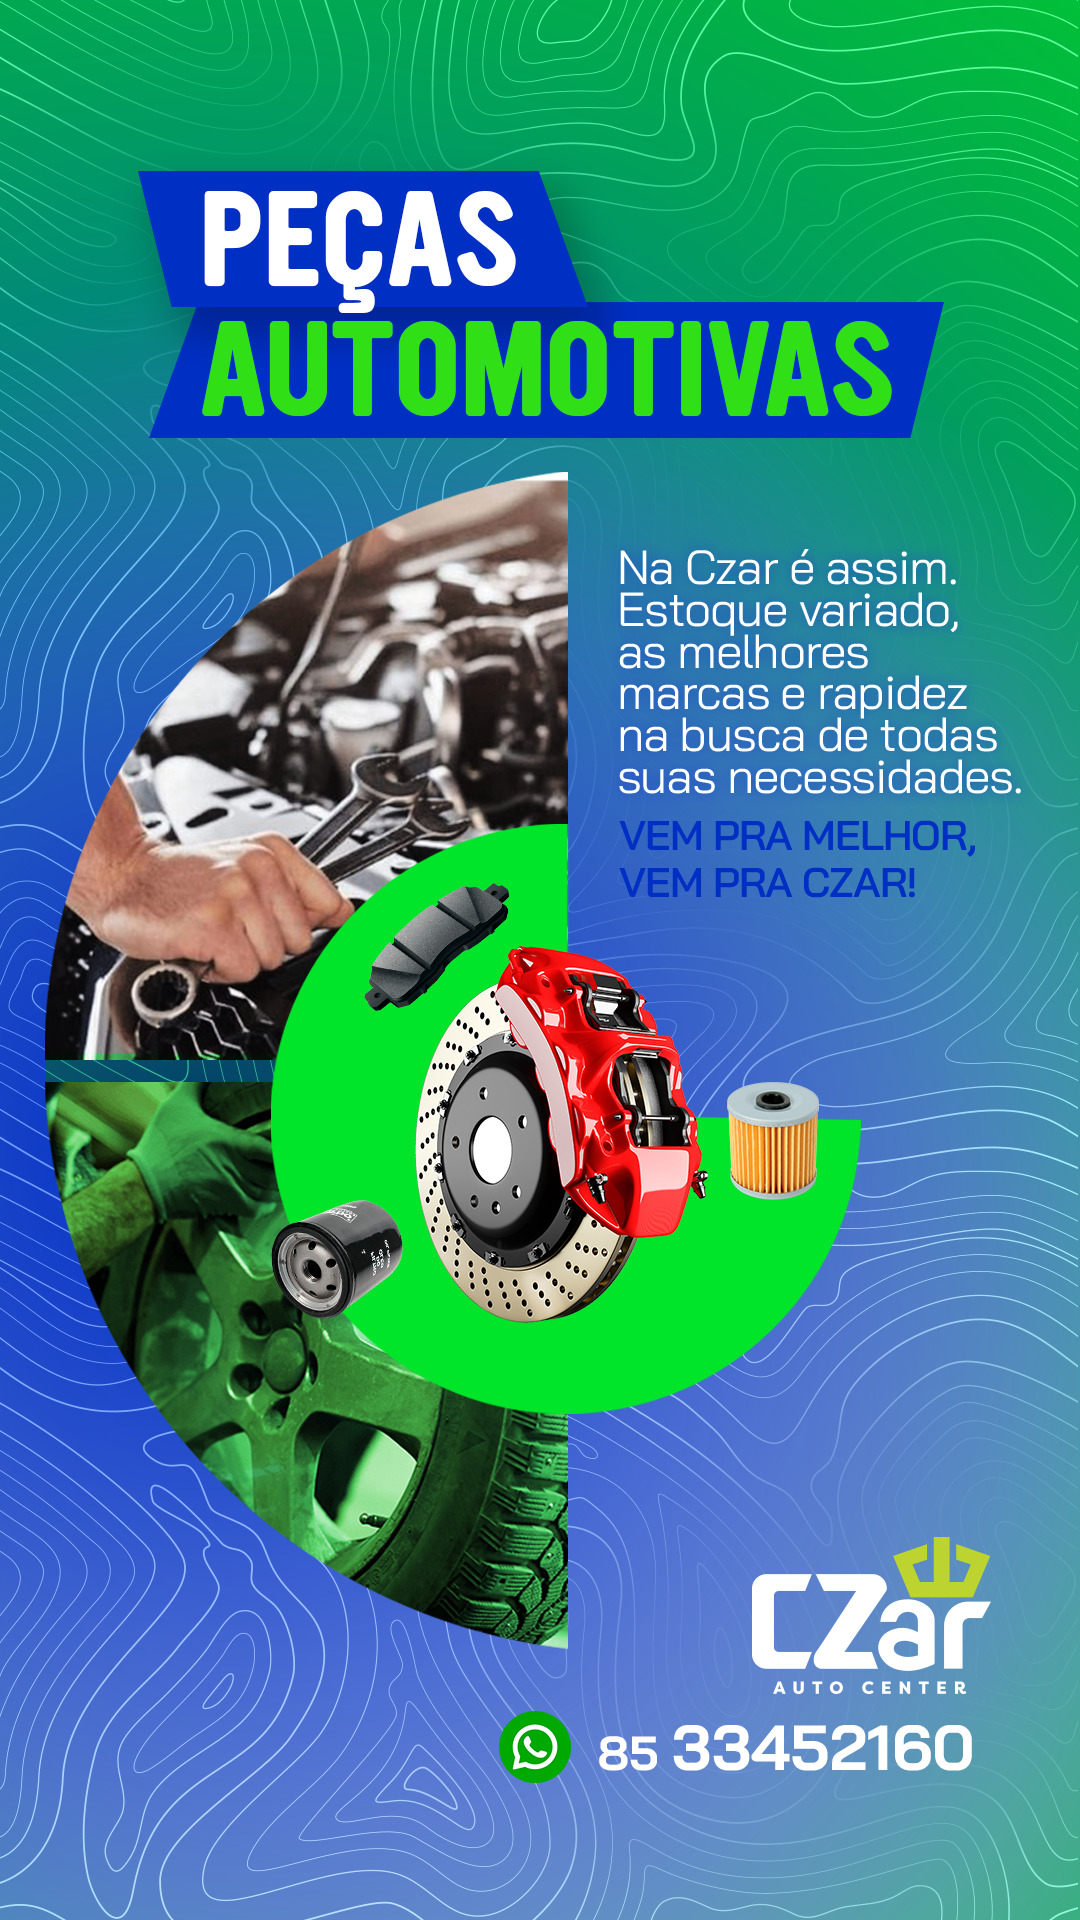 PEÇAS
AUTOMOTIVAS
Na Czar é assim.
Estoque variado,
as melhores
marcas e rapidez
na busca de todas
suas necessidades.
VEM PRA MELHOR,
VEM PRA CZAR!
CZar
AUTO CENTER
85 33452160